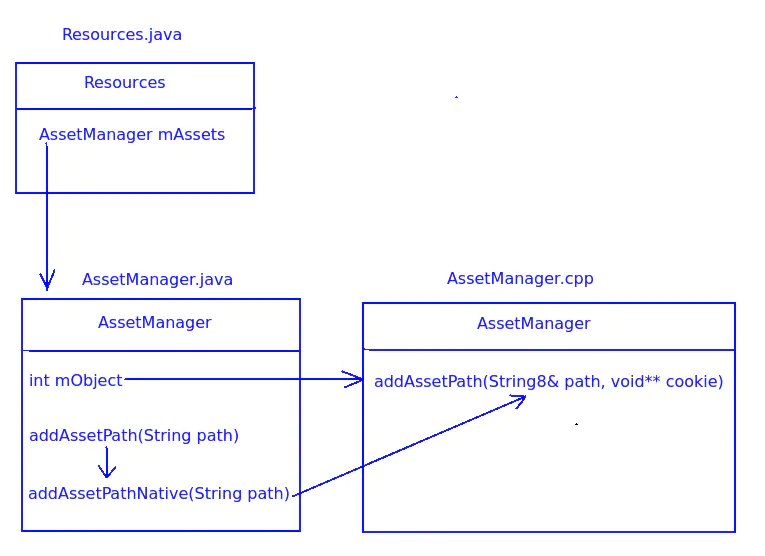 Resources.java
Resources
AssetManager mAssets
AssetManager.java
AssetManager
int mObject
addAssetPath(String path)
addAssetPathNative(String path)
AssetManager.cpp
AssetManager
addAssetPath(String8& path, void** cookie)